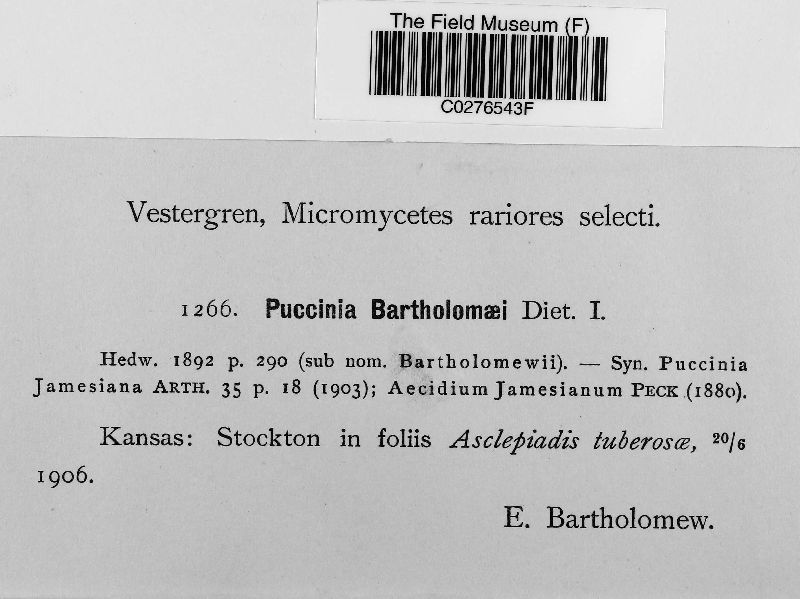 The Field Museum (F)
C0276543F
Vestergren, Micromycetes rariores selecti.
1266. Puccinia Bartholomæi Diet. I.
Hedw. 1892 p. 290 (sub nom. Bartholomewii). — Syn. Puccinia
Jamesiana ARTH. 35 p. 18 (1903); Aecidium Jamesianum PECK (1880).
Kansas: Stockton in foliis Asclepiadis tuberosæ, 20/6
1906.
E. Bartholomew.